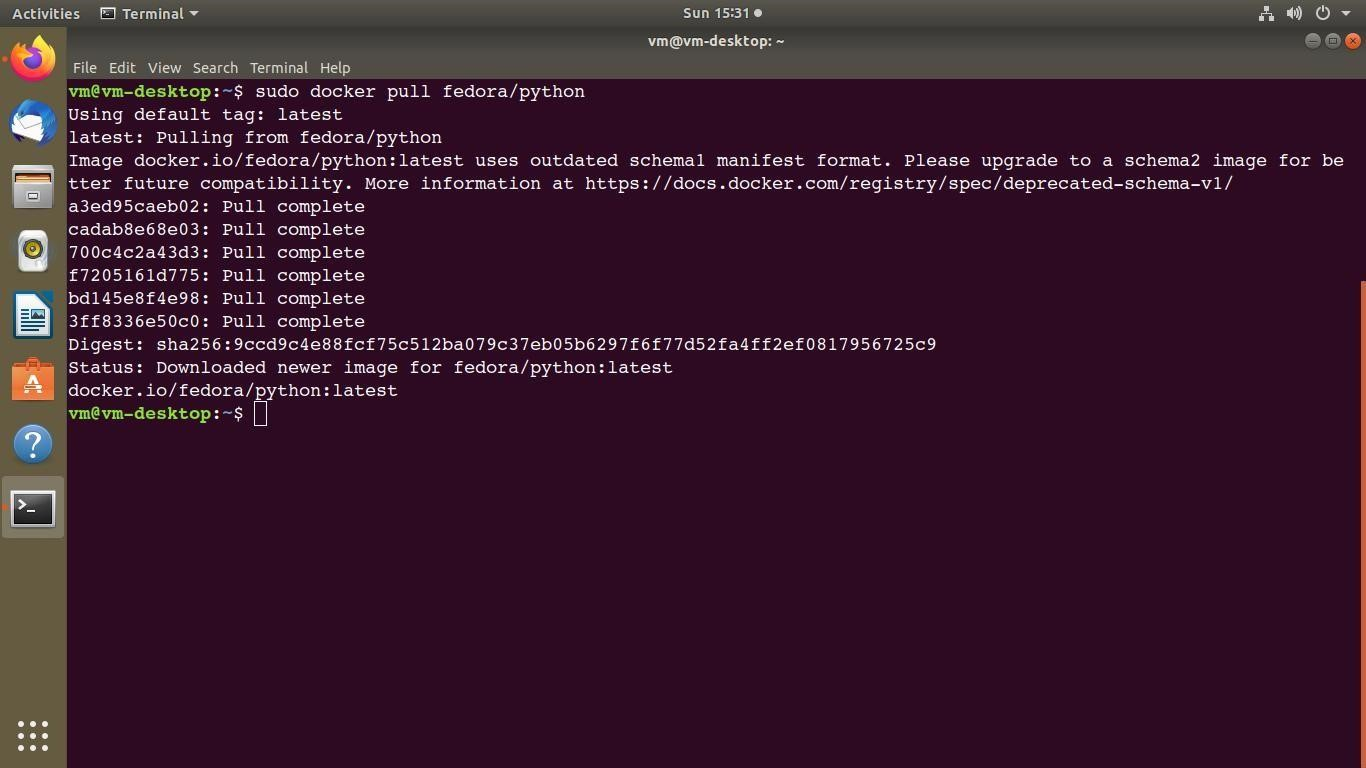 Activities Terminal Sun 15:31
vm@vm-desktop: ~
File Edit View Search Terminal Help
vm@vm-desktop:~$ sudo docker pull fedora/python
Using default tag: latest
latest: Pulling from fedora/python
Image docker.io/fedora/python:latest uses outdated schema1 manifest format. Please upgrade to a schema2 image for be
tter future compatibility. More information at https://docs.docker.com/registry/spec/deprecated-schema-v1/
a3ed95caeb02: Pull complete
cadab8e68e03: Pull complete
700c4c2a43d3: Pull complete
f7205161d775: Pull complete
bd145e8f4e98: Pull complete
3ff8336e50c0: Pull complete
Digest: sha256:9ccd9c4e88fcf75c512ba079c37eb05b6297f6f77d52fa4ff2ef0817956725c9
Status: Downloaded newer image for fedora/python:latest
docker.io/fedora/python:latest
vm@vm-desktop:~$